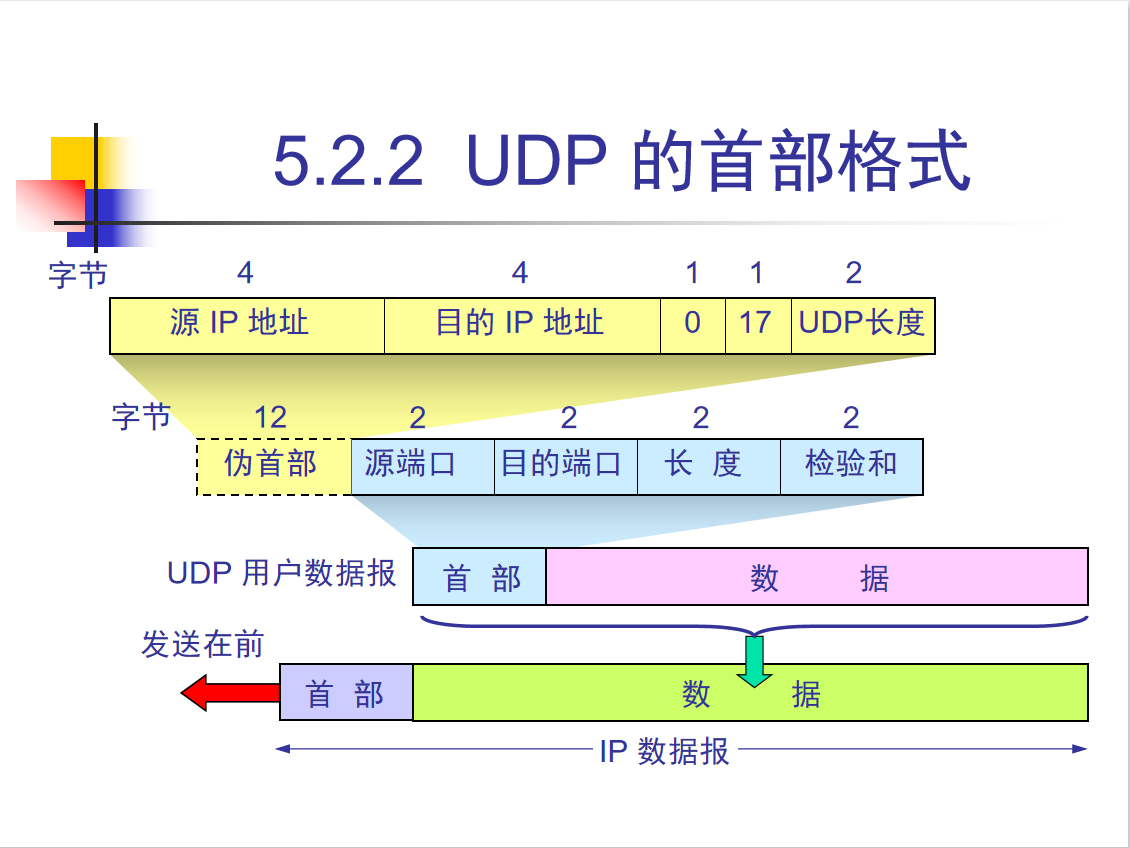 5.2.2 UDP 的首部格式
字节 4 4 1 1 2
源 IP 地址 目的 IP 地址 0 17 UDP长度
字节 12 2 2 2 2
伪首部 源端口 目的端口 长 度 检验和
UDP 用户数据报 首 部 数 据
发送在前
首 部 数 据
IP 数据报